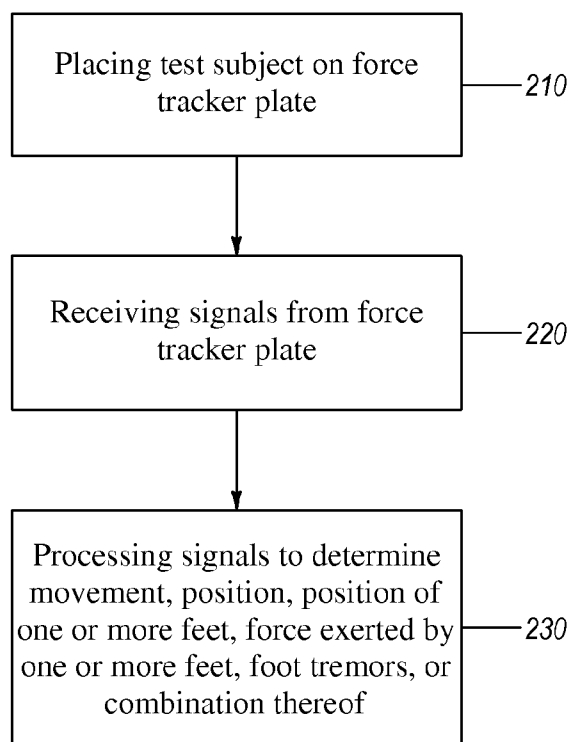 Placing test subject on force
tracker plate
210
Receiving signals from force
tracker plate
220
Processing signals to determine
movement, position, position of
one or more feet, force exerted by
one or more feet, foot tremors, or
combination thereof
230